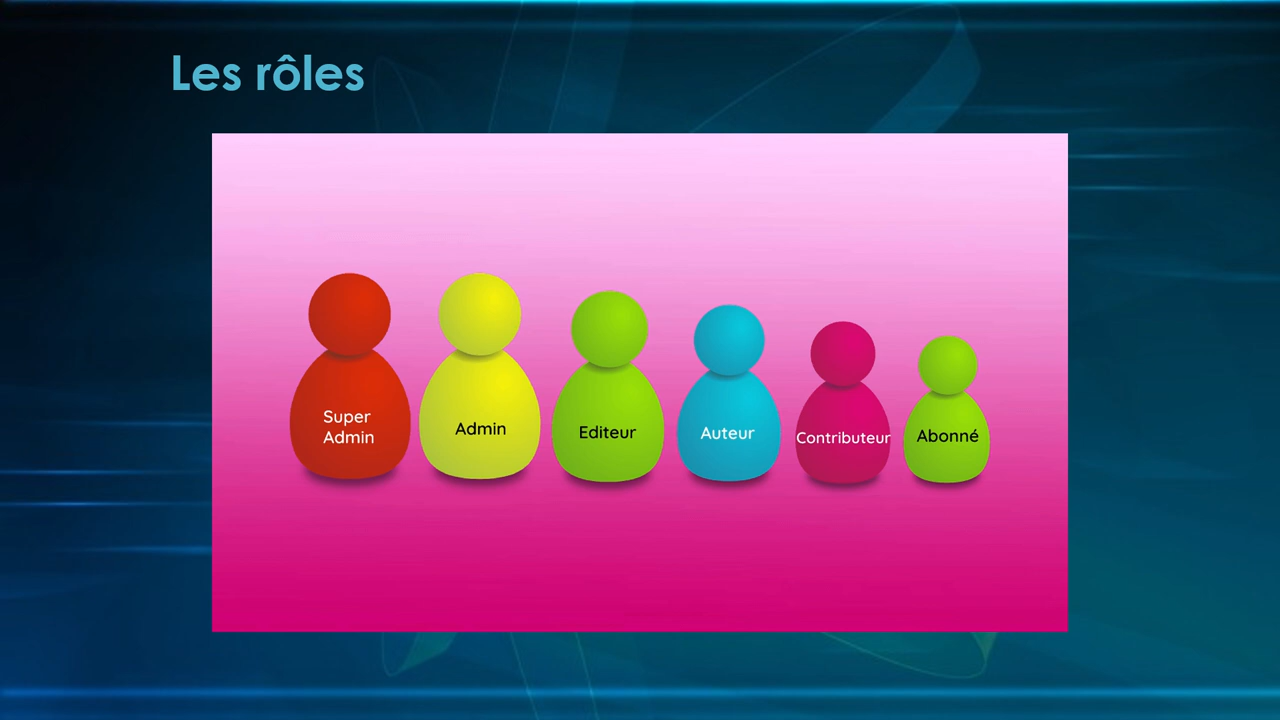 Les rôles
Super
Admin
Admin
Editeur
Auteur
Contributeur
Abonné